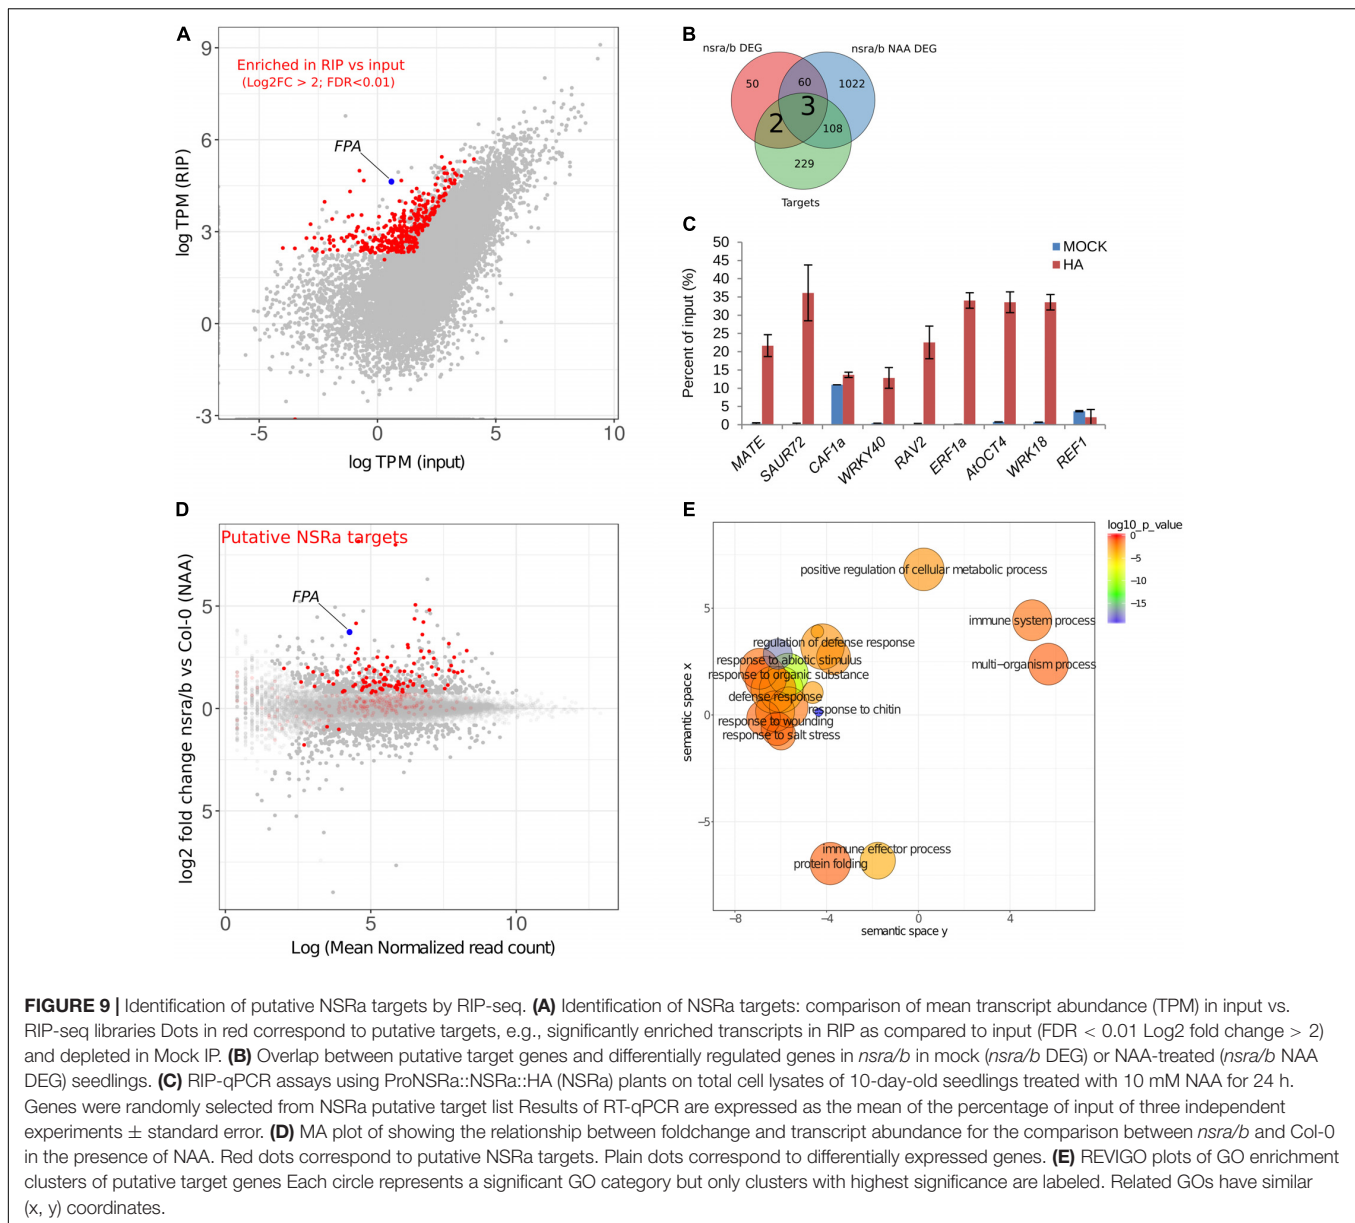 A
Enriched in RIP vs input
(Log2FC > 2; FDR<0.01)
FPA
log TPM (RIP)
9
6
3
0
-3
-5
0
5
10
log TPM (input)
B
nsra/b DEG
nsra/b NAA DEG
50
60
1022
3
2
108
229
Targets
C
MOCK
HA
Percent of input (%)
50
45
40
35
30
25
20
15
10
5
0
MATE
SAUR72
CAF1a
WRKY40
RAV2
ERF1a
AtOCT4
WRK18
REF1
D
Putative NSRa targets
FPA
log2 fold change nsra/b vs Col-0 (NAA)
5
0
5
0
5
10
Log (Mean Normalized read count)
E
log10_p_value
0
−5
−10
−15
positive regulation of cellular metabolic process
immune system process
multi−organism process
regulation of defense response
response to abiotic stimulus
response to organic substance
defense response
response to chitin
response to wounding
response to salt stress
immune effector process
protein folding
semantic space x
5
0
−5
−8
−4
0
4
semantic space y
FIGURE 9 | Identification of putative NSRa targets by RIP-seq. (A) Identification of NSRa targets: comparison of mean transcript abundance (TPM) in input vs.
RIP-seq libraries Dots in red correspond to putative targets, e.g., significantly enriched transcripts in RIP as compared to input (FDR < 0.01 Log2 fold change > 2)
and depleted in Mock IP. (B) Overlap between putative target genes and differentially regulated genes in nsra/b in mock (nsra/b DEG) or NAA-treated (nsra/b NAA
DEG) seedlings. (C) RIP-qPCR assays using ProNSRa::NSRa::HA (NSRa) plants on total cell lysates of 10-day-old seedlings treated with 10 mM NAA for 24 h.
Genes were randomly selected from NSRa putative target list Results of RT-qPCR are expressed as the mean of the percentage of input of three independent
experiments ± standard error. (D) MA plot of showing the relationship between foldchange and transcript abundance for the comparison between nsra/b and Col-0
in the presence of NAA. Red dots correspond to putative NSRa targets. Plain dots correspond to differentially expressed genes. (E) REVIGO plots of GO enrichment
clusters of putative target genes Each circle represents a significant GO category but only clusters with highest significance are labeled. Related GOs have similar
(x, y) coordinates.